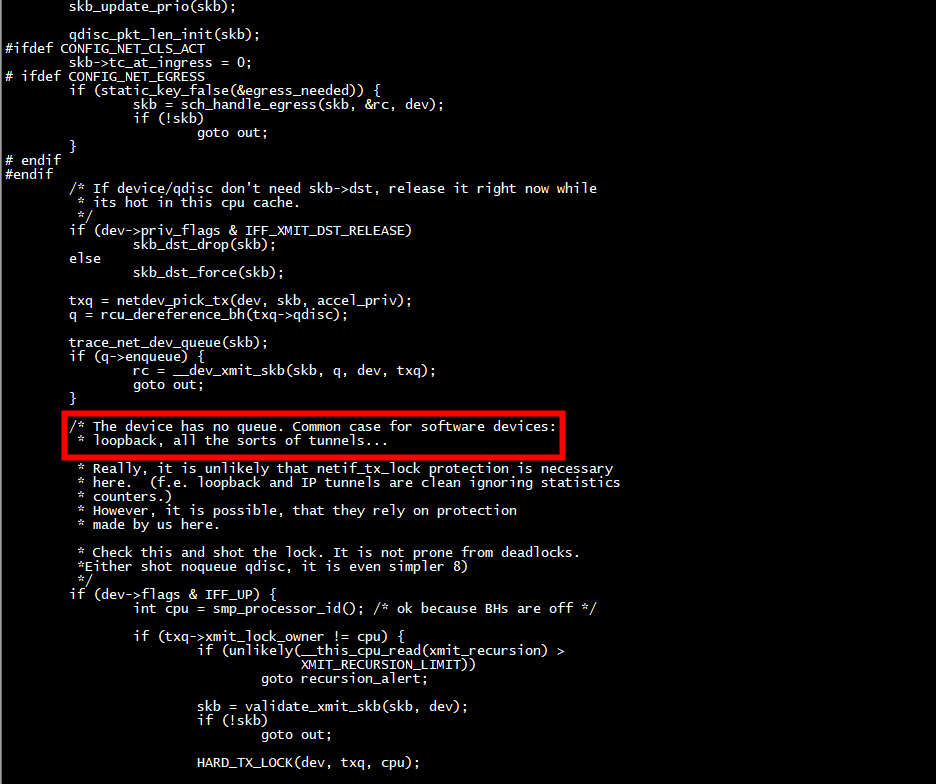 skb_update_prio(skb);
qdisc_pkt_len_init(skb);
#ifdef CONFIG_NET_CLS_ACT
skb->tc_at_ingress = 0;
# ifdef CONFIG_NET_EGRESS
if (static_key_false(&egress_needed)) {
skb = sch_handle_egress(skb, &rc, dev);
if (!skb)
goto out;
}
# endif
#endif
/* If device/qdisc don't need skb->dst, release it right now while
* its hot in this cpu cache.
*/
if (dev->priv_flags & IFF_XMIT_DST_RELEASE)
skb_dst_drop(skb);
else
skb_dst_force(skb);
txq = netdev_pick_tx(dev, skb, accel_priv);
q = rcu_dereference_bh(txq->qdisc);
trace_net_dev_queue(skb);
if (q->enqueue) {
rc = __dev_xmit_skb(skb, q, dev, txq);
goto out;
}
/* The device has no queue. Common case for software devices:
* loopback, all the sorts of tunnels...
* Really, it is unlikely that netif_tx_lock protection is necessary
* here.  (f.e. loopback and IP tunnels are clean ignoring statistics
* counters.)
* However, it is possible, that they rely on protection
* made by us here.
* Check this and shot the lock. It is not prone from deadlocks.
*Either shot noqueue qdisc, it is even simpler 8)
*/
if (dev->flags & IFF_UP) {
int cpu = smp_processor_id(); /* ok because BHs are off */
if (txq->xmit_lock_owner != cpu) {
if (unlikely(__this_cpu_read(xmit_recursion) >
XMIT_RECURSION_LIMIT))
goto recursion_alert;
skb = validate_xmit_skb(skb, dev);
if (!skb)
goto out;
HARD_TX_LOCK(dev, txq, cpu);